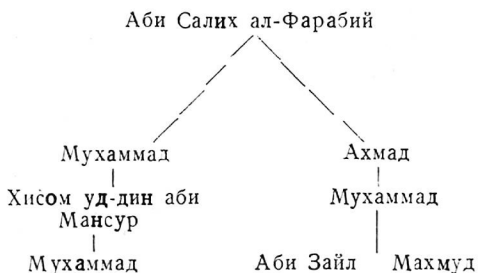 Аби Салих ал-Фарабий
Мухаммад Ахмад
Хисом уд-дин аби Мухаммад
Мансур
Мухаммад Аби Зайл Махмуд